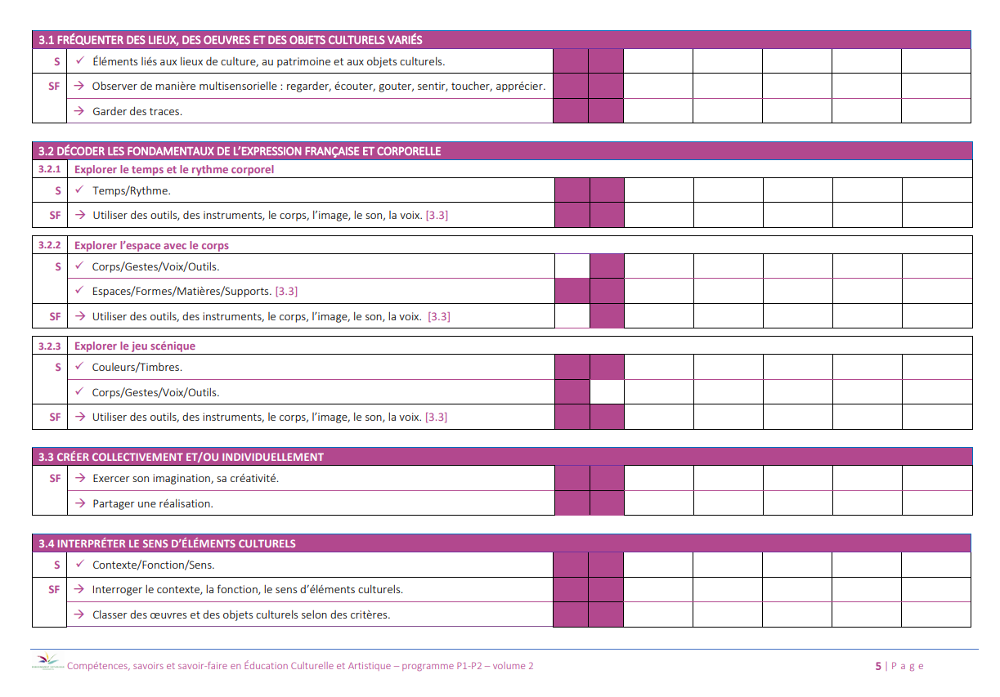 3.1 FRÉQUENTER DES LIEUX, DES OEUVRES ET DES OBJETS CULTURELS VARIÉS
S ✓ Éléments liés aux lieux de culture, au patrimoine et aux objets culturels.
SF → Observer de manière multisensorielle : regarder, écouter, gouter, sentir, toucher, apprécier.
→ Garder des traces.
3.2 DÉCODER LES FONDAMENTAUX DE L’EXPRESSION FRANÇAISE ET CORPORELLE
3.2.1 Explorer le temps et le rythme corporel
S ✓ Temps/Rythme.
SF → Utiliser des outils, des instruments, le corps, l’image, le son, la voix. [3.3]
3.2.2 Explorer l’espace avec le corps
S ✓ Corps/Gestes/Voix/Outils.
✓ Espaces/Formes/Matières/Supports. [3.3]
SF → Utiliser des outils, des instruments, le corps, l’image, le son, la voix. [3.3]
3.2.3 Explorer le jeu scénique
S ✓ Couleurs/Timbres.
✓ Corps/Gestes/Voix/Outils.
SF → Utiliser des outils, des instruments, le corps, l’image, le son, la voix. [3.3]
3.3 CRÉER COLLECTIVEMENT ET/OU INDIVIDUELLEMENT
SF → Exercer son imagination, sa créativité.
→ Partager une réalisation.
3.4 INTERPRÉTER LE SENS D’ÉLÉMENTS CULTURELS
S ✓ Contexte/Fonction/Sens.
SF → Interroger le contexte, la fonction, le sens d’éléments culturels.
→ Classer des œuvres et des objets culturels selon des critères.
Compétences, savoirs et savoir-faire en Éducation Culturelle et Artistique – programme P1-P2 – volume 2
5 | Page